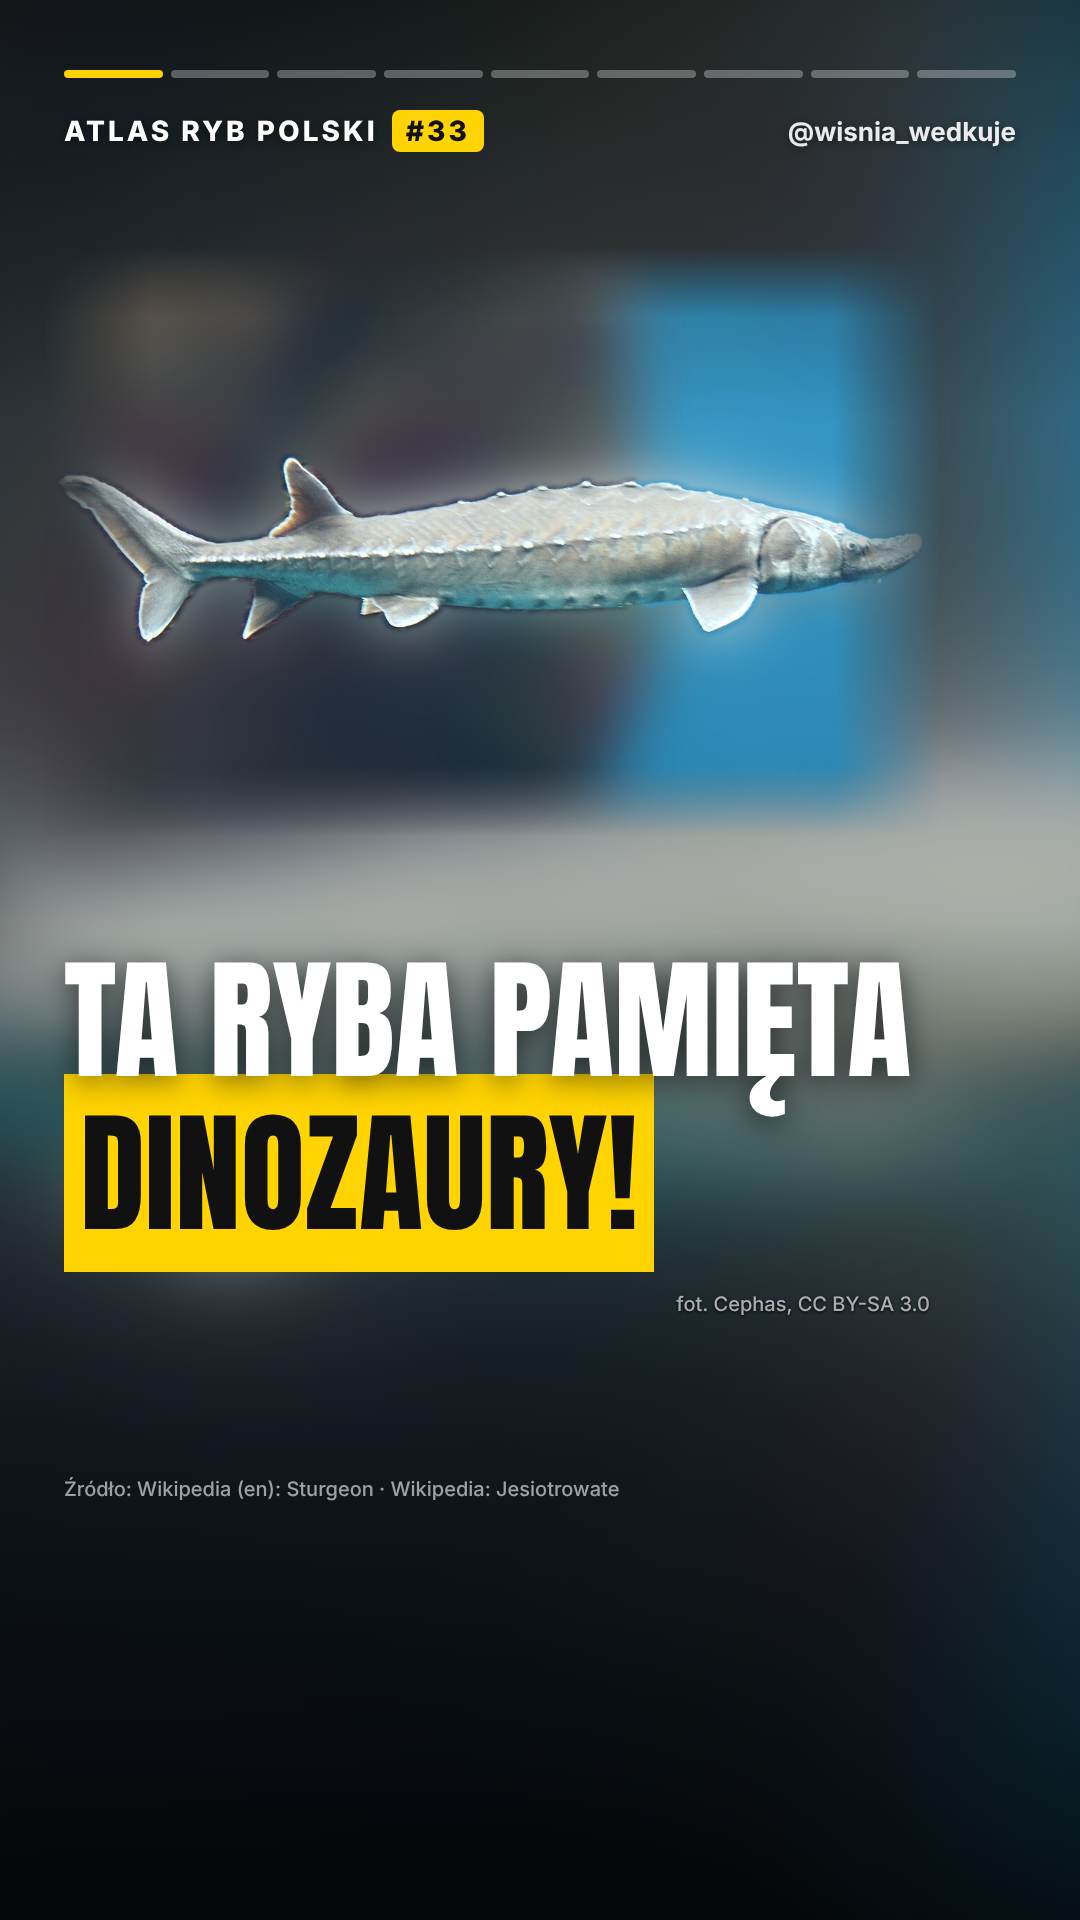 ATLAS RYB POLSKI #33
@wisnia_wedkuje
TA RYBA PAMIĘTA
DINOZAURY!
fot. Cephas, CC BY-SA 3.0
Źródło: Wikipedia (en): Sturgeon · Wikipedia: Jesiotrowate